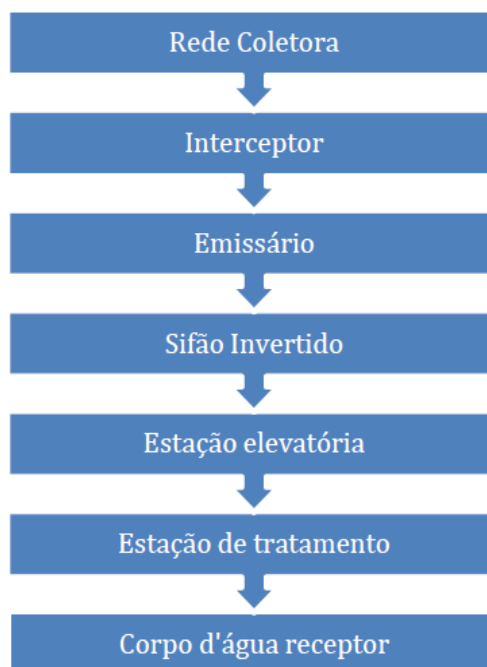 Rede Coletora
Interceptor
Emissário
Sifão Invertido
Estação elevatória
Estação de tratamento
Corpo d'água receptor